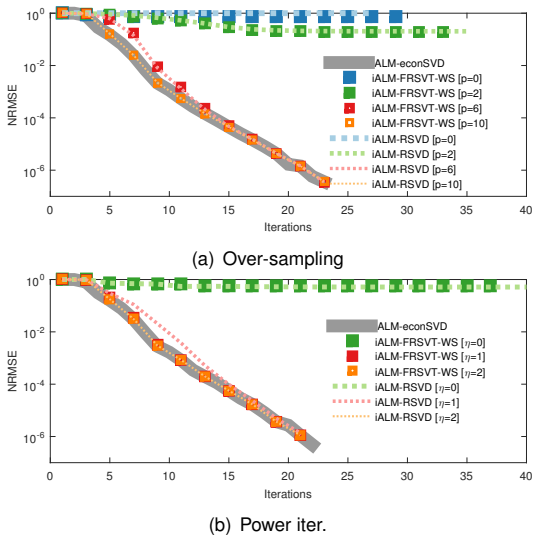 10^0
10^-2
10^-4
10^-6
NRMSE
ALM-econSVD
iALM-FRSVT-WS [p=0]
iALM-FRSVT-WS [p=2]
iALM-FRSVT-WS [p=6]
iALM-FRSVT-WS [p=10]
iALM-RSVD [p=0]
iALM-RSVD [p=2]
iALM-RSVD [p=6]
iALM-RSVD [p=10]
0 5 10 15 20 25 30 35 40
Iterations
(a) Over-sampling
10^0
10^-2
10^-4
10^-6
NRMSE
ALM-econSVD
iALM-FRSVT-WS [η=0]
iALM-FRSVT-WS [η=1]
iALM-FRSVT-WS [η=2]
iALM-RSVD [η=0]
iALM-RSVD [η=1]
iALM-RSVD [η=2]
0 5 10 15 20 25 30 35 40
Iterations
(b) Power iter.